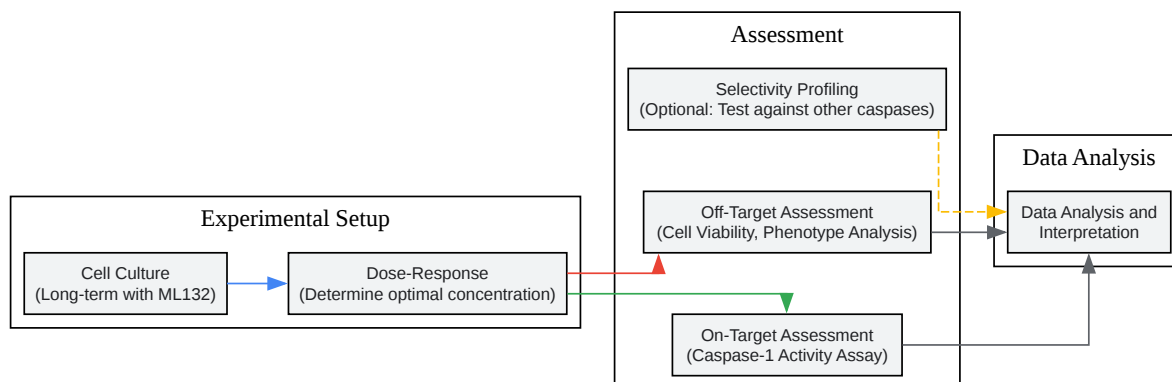 Experimental Setup
Cell Culture
(Long-term with ML132)
Dose-Response
(Determine optimal concentration)
Assessment
Selectivity Profiling
(Optional: Test against other caspases)
Off-Target Assessment
(Cell Viability, Phenotype Analysis)
On-Target Assessment
(Caspase-1 Activity Assay)
Data Analysis
Data Analysis and
Interpretation